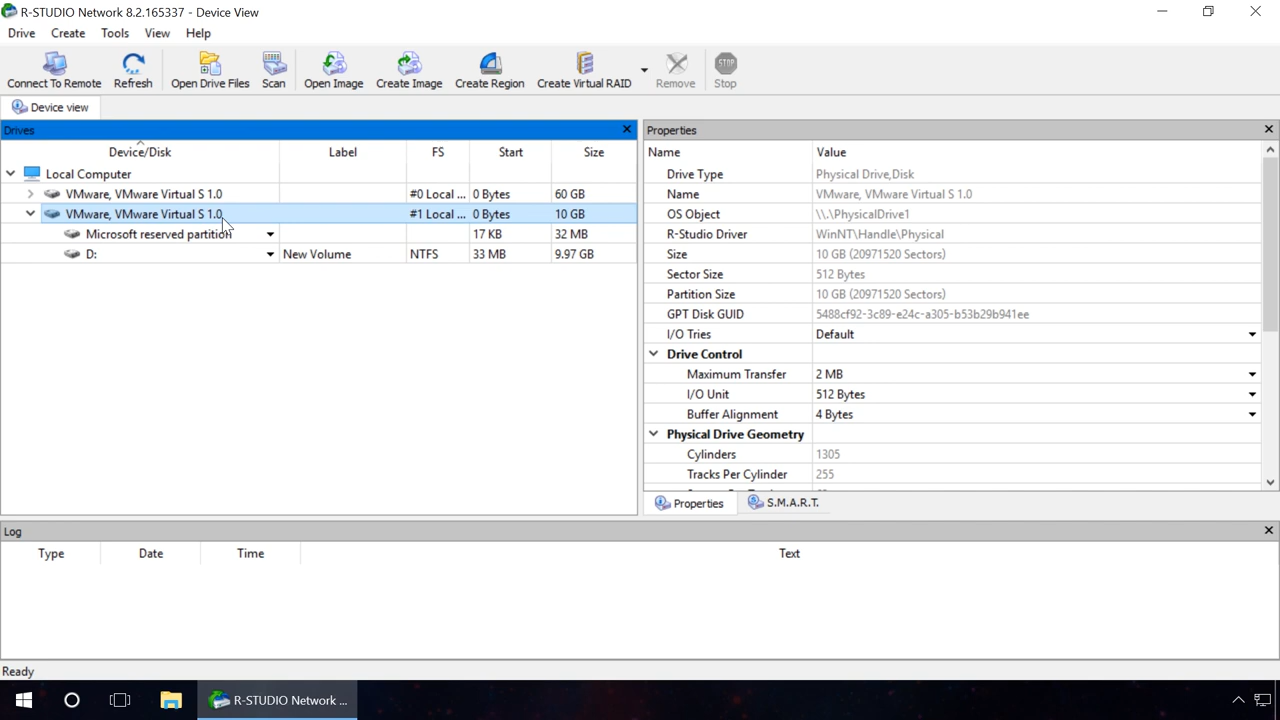 R-STUDIO Network 8.2.165337 - Device View
Drive Create Tools View Help
Connect To Remote Refresh Open Drive Files Scan Open Image Create Image Create Region Create Virtual RAID Remove STOP Stop
Device view
Drives
Device/Disk Label FS Start Size
Local Computer
VMware, VMware Virtual S 1.0 #0 Local ... 0 Bytes 60 GB
VMware, VMware Virtual S 1.0 #1 Local ... 0 Bytes 10 GB
Microsoft reserved partition 17 KB 32 MB
D: New Volume NTFS 33 MB 9.97 GB
Properties
Name Value
Drive Type Physical Drive,Disk
Name VMware, VMware Virtual S 1.0
OS Object \\.\PhysicalDrive1
R-Studio Driver WinNT\Handle\Physical
Size 10 GB (20971520 Sectors)
Sector Size 512 Bytes
Partition Size 10 GB (20971520 Sectors)
GPT Disk GUID 5488cf92-3c89-e24c-a305-b53b29b941ee
I/O Tries Default
Drive Control
Maximum Transfer 2 MB
I/O Unit 512 Bytes
Buffer Alignment 4 Bytes
Physical Drive Geometry
Cylinders 1305
Tracks Per Cylinder 255
Properties S.M.A.R.T.
Log
Type Date Time Text
Ready
R-STUDIO Network ...